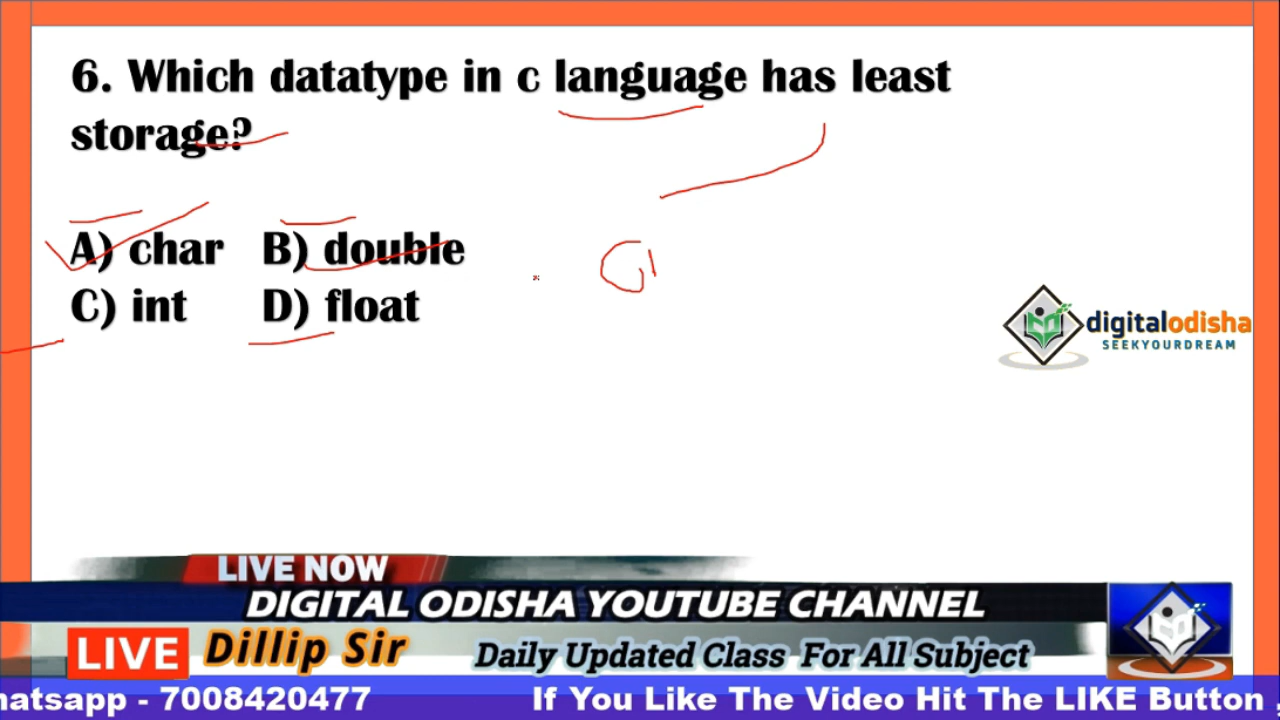 6. Which datatype in c language has least
storage?
A) char B) double
C) int D) float
digitalodisha
SEEKYOURDREAM
LIVE NOW
DIGITAL ODISHA YOUTUBE CHANNEL
LIVE Dillip Sir Daily Updated Class For All Subject
hatsapp - 7008420477 If You Like The Video Hit The LIKE Button